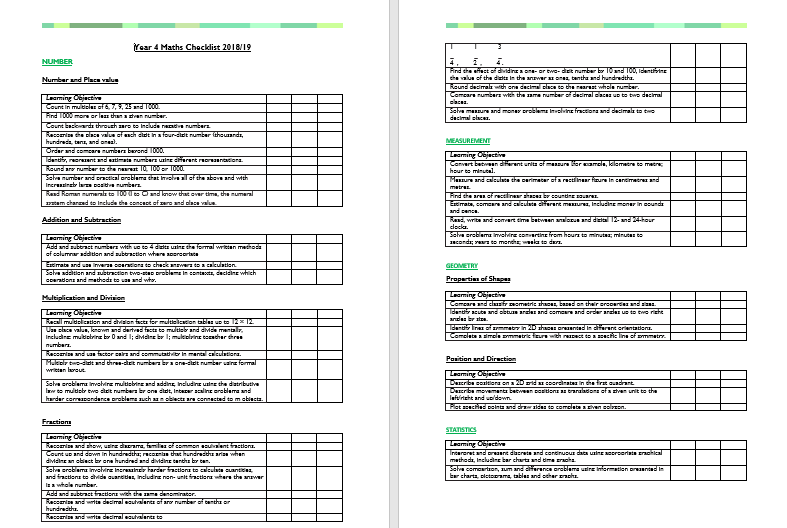 Year 4 Maths Checklist 2018/19
NUMBER
Number and Place value
Learning Objective
Count in multiples of 6, 7, 9, 25 and 1000.
Find 1000 more or less than a given number.
Count backwards through zero to include negative numbers.
Recognise the place value of each digit in a four-digit number (thousands,
hundreds, tens, and ones).
Order and compare numbers beyond 1000.
Identify, represent and estimate numbers using different representations.
Round any number to the nearest 10, 100 or 1000.
Solve number and practical problems that involve all of the above and with
increasingly large positive numbers.
Read Roman numerals to 100 (I to C) and know that over time, the numeral
system changed to include the concept of zero and place value.
Addition and Subtraction
Learning Objective
Add and subtract numbers with up to 4 digits using the formal written methods
of columnar addition and subtraction where appropriate
Estimate and use inverse operations to check answers to a calculation.
Solve addition and subtraction two-step problems in contexts, deciding which
operations and methods to use and why.
Multiplication and Division
Learning Objective
Recall multiplication and division facts for multiplication tables up to 12 × 12.
Use place value, known and derived facts to multiply and divide mentally,
including: multiplying by 0 and 1; dividing by 1; multiplying together three
numbers.
Recognise and use factor pairs and commutativity in mental calculations.
Multiply two-digit and three-digit numbers by a one-digit number using formal
written layout.
Solve problems involving multiplying and adding, including using the distributive
law to multiply two digit numbers by one digit, integer scaling problems and
harder correspondence problems such as n objects are connected to m objects.
Fractions
Learning Objective
Recognise and show, using diagrams, families of common equivalent fractions.
Count up and down in hundredths; recognise that hundredths arise when
dividing an object by one hundred and dividing tenths by ten.
Solve problems involving increasingly harder fractions to calculate quantities,
and fractions to divide quantities, including non- unit fractions where the answer
is a whole number.
Add and subtract fractions with the same denominator.
Recognise and write decimal equivalents of any number of tenths or
hundredths.
Recognise and write decimal equivalents to
1 1 3
4 , 2 , 4 .
Find the effect of dividing a one- or two- digit number by 10 and 100, identifying
the value of the digits in the answer as ones, tenths and hundredths.
Round decimals with one decimal place to the nearest whole number.
Compare numbers with the same number of decimal places up to two decimal
places.
Solve measure and money problems involving fractions and decimals to two
decimal places.
MEASUREMENT
Learning Objective
Convert between different units of measure [for example, kilometre to metre;
hour to minute].
Measure and calculate the perimeter of a rectilinear figure in centimetres and
metres.
Find the area of rectilinear shapes by counting squares.
Estimate, compare and calculate different measures, including money in pounds
and pence.
Read, write and convert time between analogue and digital 12- and 24-hour
clocks.
Solve problems involving converting from hours to minutes; minutes to
seconds; years to months; weeks to days.
GEOMETRY
Properties of Shapes
Learning Objective
Compare and classify geometric shapes, based on their properties and sizes.
Identify acute and obtuse angles and compare and order angles up to two right
angles by size.
Identify lines of symmetry in 2D shapes presented in different orientations.
Complete a simple symmetric figure with respect to a specific line of symmetry.
Position and Direction
Learning Objective
Describe positions on a 2D grid as coordinates in the first quadrant.
Describe movements between positions as translations of a given unit to the
left/right and up/down.
Plot specified points and draw sides to complete a given polygon.
STATISTICS
Learning Objective
Interpret and present discrete and continuous data using appropriate graphical
methods, including bar charts and time graphs.
Solve comparison, sum and difference problems using information presented in
bar charts, pictograms, tables and other graphs.